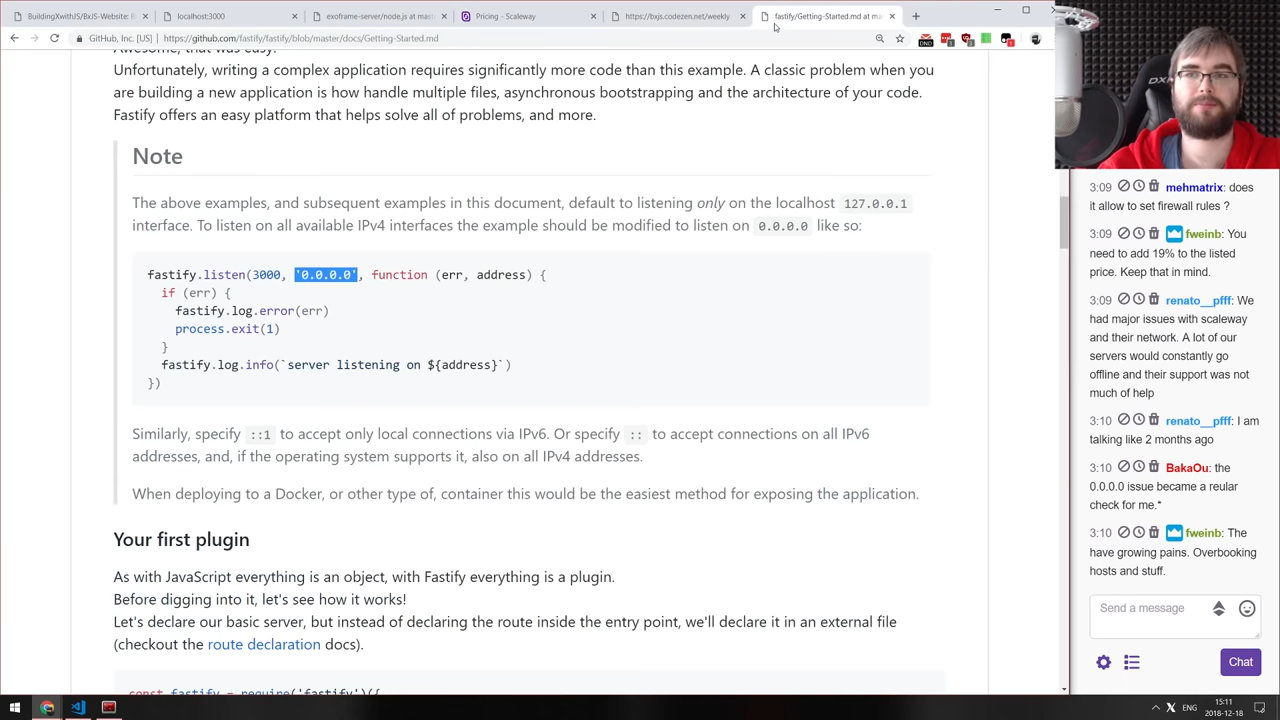 BuildingXwithJS/BxJS-Website: B
localhost:3000
exoframe-server/node.js at mas
Pricing - Scaleway
https://bxjs.codezen.net/weekly
fastify/Getting-Started.md at ma
GitHub, Inc. [US] | https://github.com/fastify/fastify/blob/master/docs/Getting-Started.md
Awesome, that was easy.
Unfortunately, writing a complex application requires significantly more code than this example. A classic problem when you
are building a new application is how handle multiple files, asynchronous bootstrapping and the architecture of your code.
Fastify offers an easy platform that helps solve all of problems, and more.
Note
The above examples, and subsequent examples in this document, default to listening only on the localhost 127.0.0.1
interface. To listen on all available IPv4 interfaces the example should be modified to listen on 0.0.0.0 like so:
fastify.listen(3000, '0.0.0.0', function (err, address) {
if (err) {
fastify.log.error(err)
process.exit(1)
}
fastify.log.info(`server listening on ${address}`)
})
Similarly, specify ::1 to accept only local connections via IPv6. Or specify :: to accept connections on all IPv6
addresses, and, if the operating system supports it, also on all IPv4 addresses.
When deploying to a Docker, or other type of, container this would be the easiest method for exposing the application.
Your first plugin
As with JavaScript everything is an object, with Fastify everything is a plugin.
Before digging into it, let's see how it works!
Let's declare our basic server, but instead of declaring the route inside the entry point, we'll declare it in an external file
(checkout the route declaration docs).
const fastify = require('fastify')({
3:09 mehmatrix: does
it allow to set firewall rules ?
3:09 fweinb: You
need to add 19% to the listed
price. Keep that in mind.
3:09 renato__pfff: We
had major issues with scaleway
and their network. A lot of our
servers would constantly go
offline and their support was not
much of help
3:10 renato__pfff: I am
talking like 2 months ago
3:10 BakaOu: the
0.0.0.0 issue became a reular
check for me.*
3:10 fweinb: The
have growing pains. Overbooking
hosts and stuff.
Send a message
Chat
ENG
15:11
2018-12-18